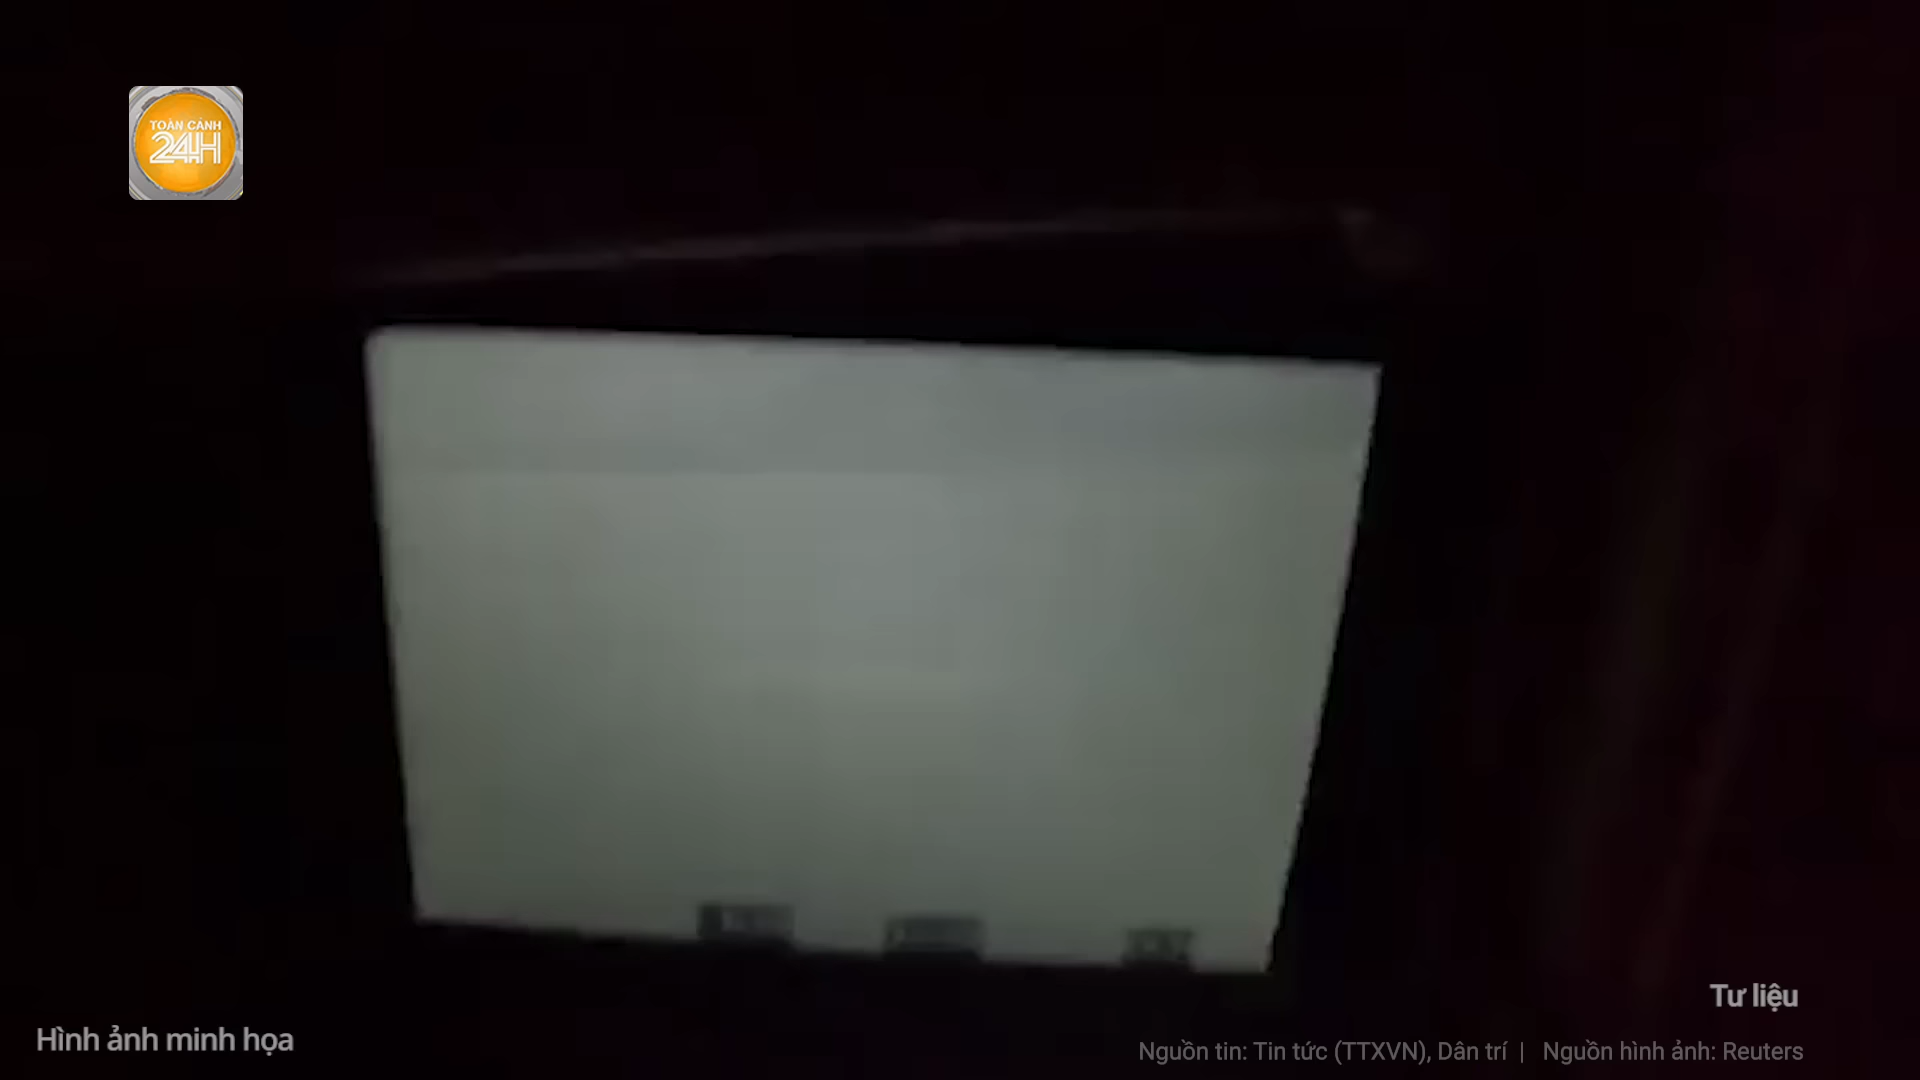 TOÀN CẢNH
24H
Tư liệu
Hình ảnh minh họa
Nguồn tin: Tin tức (TTXVN), Dân trí | Nguồn hình ảnh: Reuters